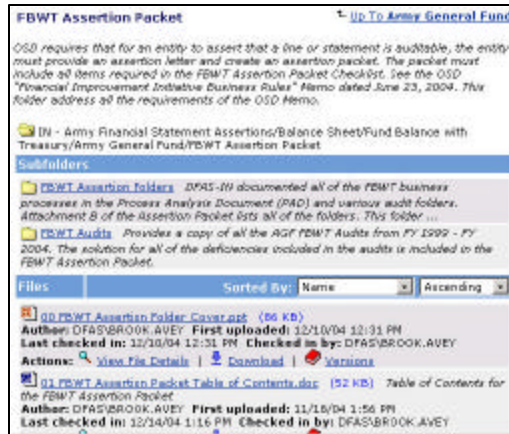 FBWT Assertion Packet
Up To Army General Fund
OSD requires that for an entity to assert that a line or statement is auditable, the entity
must provide an assertion letter and create an assertion packet. The packet must
include all items required in the FBWT Assertion Packet Checklist. See the OSD
"Financial Improvement Initiative Business Rules" Memo dated June 23, 2004. This
folder address all the requirements of the OSD Memo.
IN - Army Financial Statement Assertions/Balance Sheet/Fund Balance with
Treasury/Army General Fund/FBWT Assertion Packet
Subfolders
FBWT Assertion Folders DFAS-IN documented all of the FBWT business
processes in the Process Analysis Document (PAD) and various audit folders.
Attachment B of the Assertion Packet lists all of the folders. This folder ...
FBWT Audits Provides a copy of all the AGF FBWT Audits from FY 1999 - FY
2004. The solution for all of the deficiencies included in the audits is included in the
FBWT Assertion Packet.
Files Sorted By: Name Ascending
00 FBWT Assertion Folder Cover.ppt (86 KB)
Author: DFAS\BROOK.AVEY First uploaded: 12/10/04 12:31 PM
Last checked in: 12/10/04 12:31 PM Checked in by: DFAS\BROOK.AVEY
Actions: View File Details | Download | Versions
01 FBWT Assertion Packet Table of Contents.doc (52 KB) Table of Contents for
the FBWT Assertion Packet
Author: DFAS\BROOK.AVEY First uploaded: 11/18/04 1:56 PM
Last checked in: 12/14/04 1:16 PM Checked in by: DFAS\BROOK.AVEY